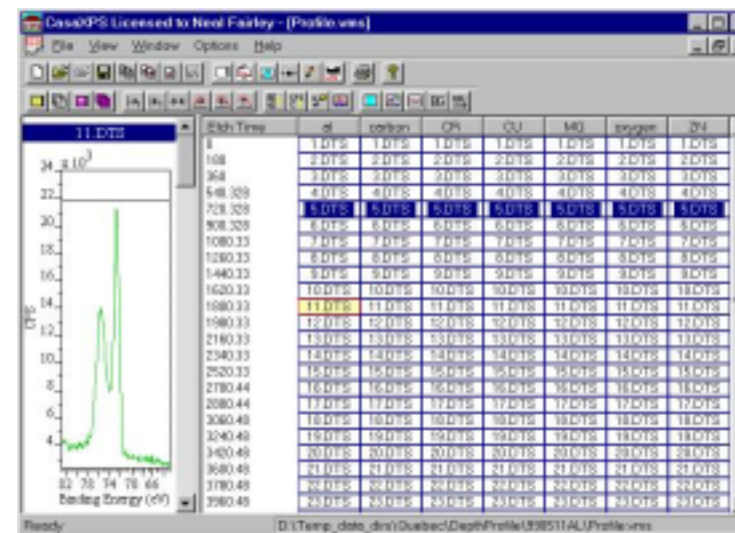 CasaXPS Licensed to Neal Fairley - [Profile.vms]
File View Window Options Help
11.DTS
x 10³
24
22
20
18
16
14
12
10
8
6
4
CPS
82 78 74 70 66
Binding Energy (eV)
Etch Time al carbon CR CU MG oxygen ZN
0 1.DTS 1.DTS 1.DTS 1.DTS 1.DTS 1.DTS 1.DTS
180 2.DTS 2.DTS 2.DTS 2.DTS 2.DTS 2.DTS 2.DTS
360 3.DTS 3.DTS 3.DTS 3.DTS 3.DTS 3.DTS 3.DTS
540.328 4.DTS 4.DTS 4.DTS 4.DTS 4.DTS 4.DTS 4.DTS
720.328 5.DTS 5.DTS 5.DTS 5.DTS 5.DTS 5.DTS 5.DTS
900.328 6.DTS 6.DTS 6.DTS 6.DTS 6.DTS 6.DTS 6.DTS
1080.33 7.DTS 7.DTS 7.DTS 7.DTS 7.DTS 7.DTS 7.DTS
1260.33 8.DTS 8.DTS 8.DTS 8.DTS 8.DTS 8.DTS 8.DTS
1440.33 9.DTS 9.DTS 9.DTS 9.DTS 9.DTS 9.DTS 9.DTS
1620.33 10.DTS 10.DTS 10.DTS 10.DTS 10.DTS 10.DTS 10.DTS
1800.33 11.DTS 11.DTS 11.DTS 11.DTS 11.DTS 11.DTS 11.DTS
1980.33 12.DTS 12.DTS 12.DTS 12.DTS 12.DTS 12.DTS 12.DTS
2160.33 13.DTS 13.DTS 13.DTS 13.DTS 13.DTS 13.DTS 13.DTS
2340.33 14.DTS 14.DTS 14.DTS 14.DTS 14.DTS 14.DTS 14.DTS
2520.33 15.DTS 15.DTS 15.DTS 15.DTS 15.DTS 15.DTS 15.DTS
2700.44 16.DTS 16.DTS 16.DTS 16.DTS 16.DTS 16.DTS 16.DTS
2880.44 17.DTS 17.DTS 17.DTS 17.DTS 17.DTS 17.DTS 17.DTS
3060.48 18.DTS 18.DTS 18.DTS 18.DTS 18.DTS 18.DTS 18.DTS
3240.48 19.DTS 19.DTS 19.DTS 19.DTS 19.DTS 19.DTS 19.DTS
3420.48 20.DTS 20.DTS 20.DTS 20.DTS 20.DTS 20.DTS 20.DTS
3600.48 21.DTS 21.DTS 21.DTS 21.DTS 21.DTS 21.DTS 21.DTS
3780.48 22.DTS 22.DTS 22.DTS 22.DTS 22.DTS 22.DTS 22.DTS
3960.48 23.DTS 23.DTS 23.DTS 23.DTS 23.DTS 23.DTS 23.DTS
Ready D:\Temp_data_dirs\Quebec\DepthProfile\990511AL\Profile.vms